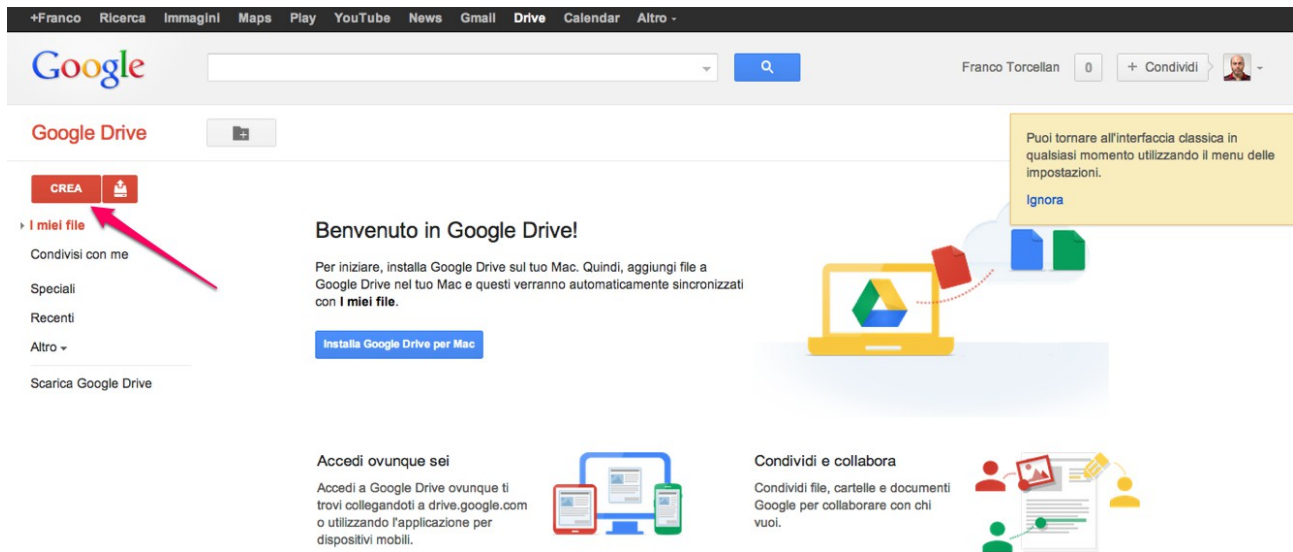 +Franco Ricerca Immagini Maps Play YouTube News Gmail Drive Calendar Altro
Google
Franco Torcellan 0 + Condividi
Google Drive
Puoi tornare all'interfaccia classica in
qualsiasi momento utilizzando il menu delle
impostazioni.
Ignora
CREA
I miei file
Condivisi con me
Speciali
Recenti
Altro
Scarica Google Drive
Benvenuto in Google Drive!
Per iniziare, installa Google Drive sul tuo Mac. Quindi, aggiungi file a
Google Drive nel tuo Mac e questi verranno automaticamente sincronizzati
con I miei file.
Installa Google Drive per Mac
Accedi ovunque sei
Accedi a Google Drive ovunque ti
trovi collegandoti a drive.google.com
o utilizzando l'applicazione per
dispositivi mobili.
Condividi e collabora
Condividi file, cartelle e documenti
Google per collaborare con chi
vuoi.